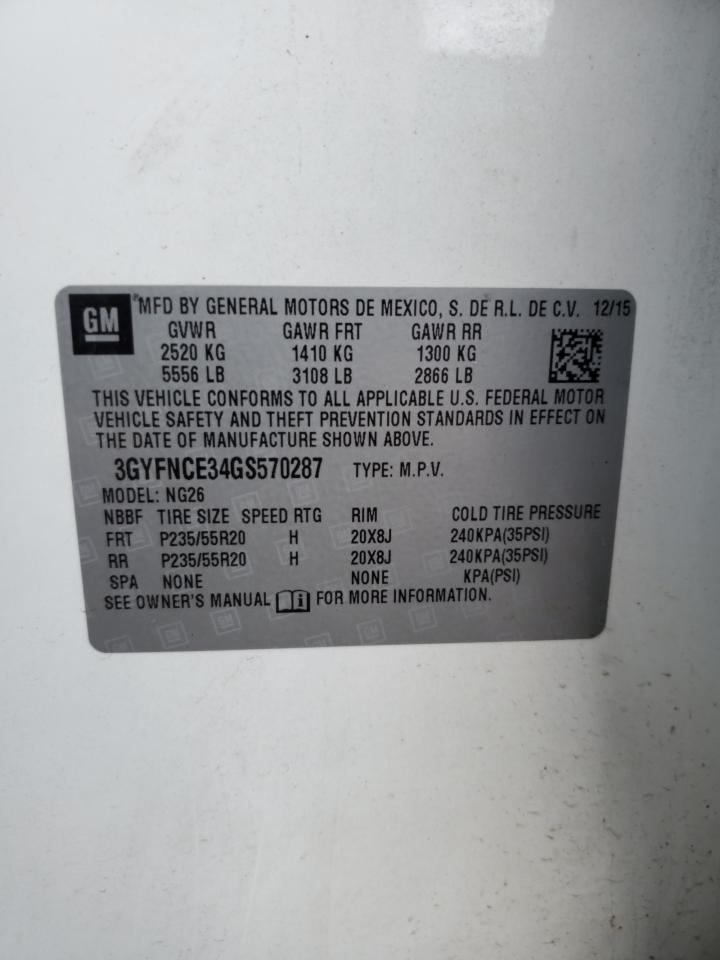 GM MFD BY GENERAL MOTORS DE MEXICO, S. DE R.L. DE C.V. 12/15
GVWR GAWR FRT GAWR RR
2520 KG 1410 KG 1300 KG
5556 LB 3108 LB 2866 LB
THIS VEHICLE CONFORMS TO ALL APPLICABLE U.S. FEDERAL MOTOR
VEHICLE SAFETY AND THEFT PREVENTION STANDARDS IN EFFECT ON
THE DATE OF MANUFACTURE SHOWN ABOVE.
3GYFNCE34GS570287 TYPE: M.P.V.
MODEL: NG26
NBBF TIRE SIZE SPEED RTG RIM COLD TIRE PRESSURE
FRT P235/55R20 H 20X8J 240KPA(35PSI)
RR P235/55R20 H 20X8J 240KPA(35PSI)
SPA NONE NONE KPA(PSI)
SEE OWNER'S MANUAL FOR MORE INFORMATION.